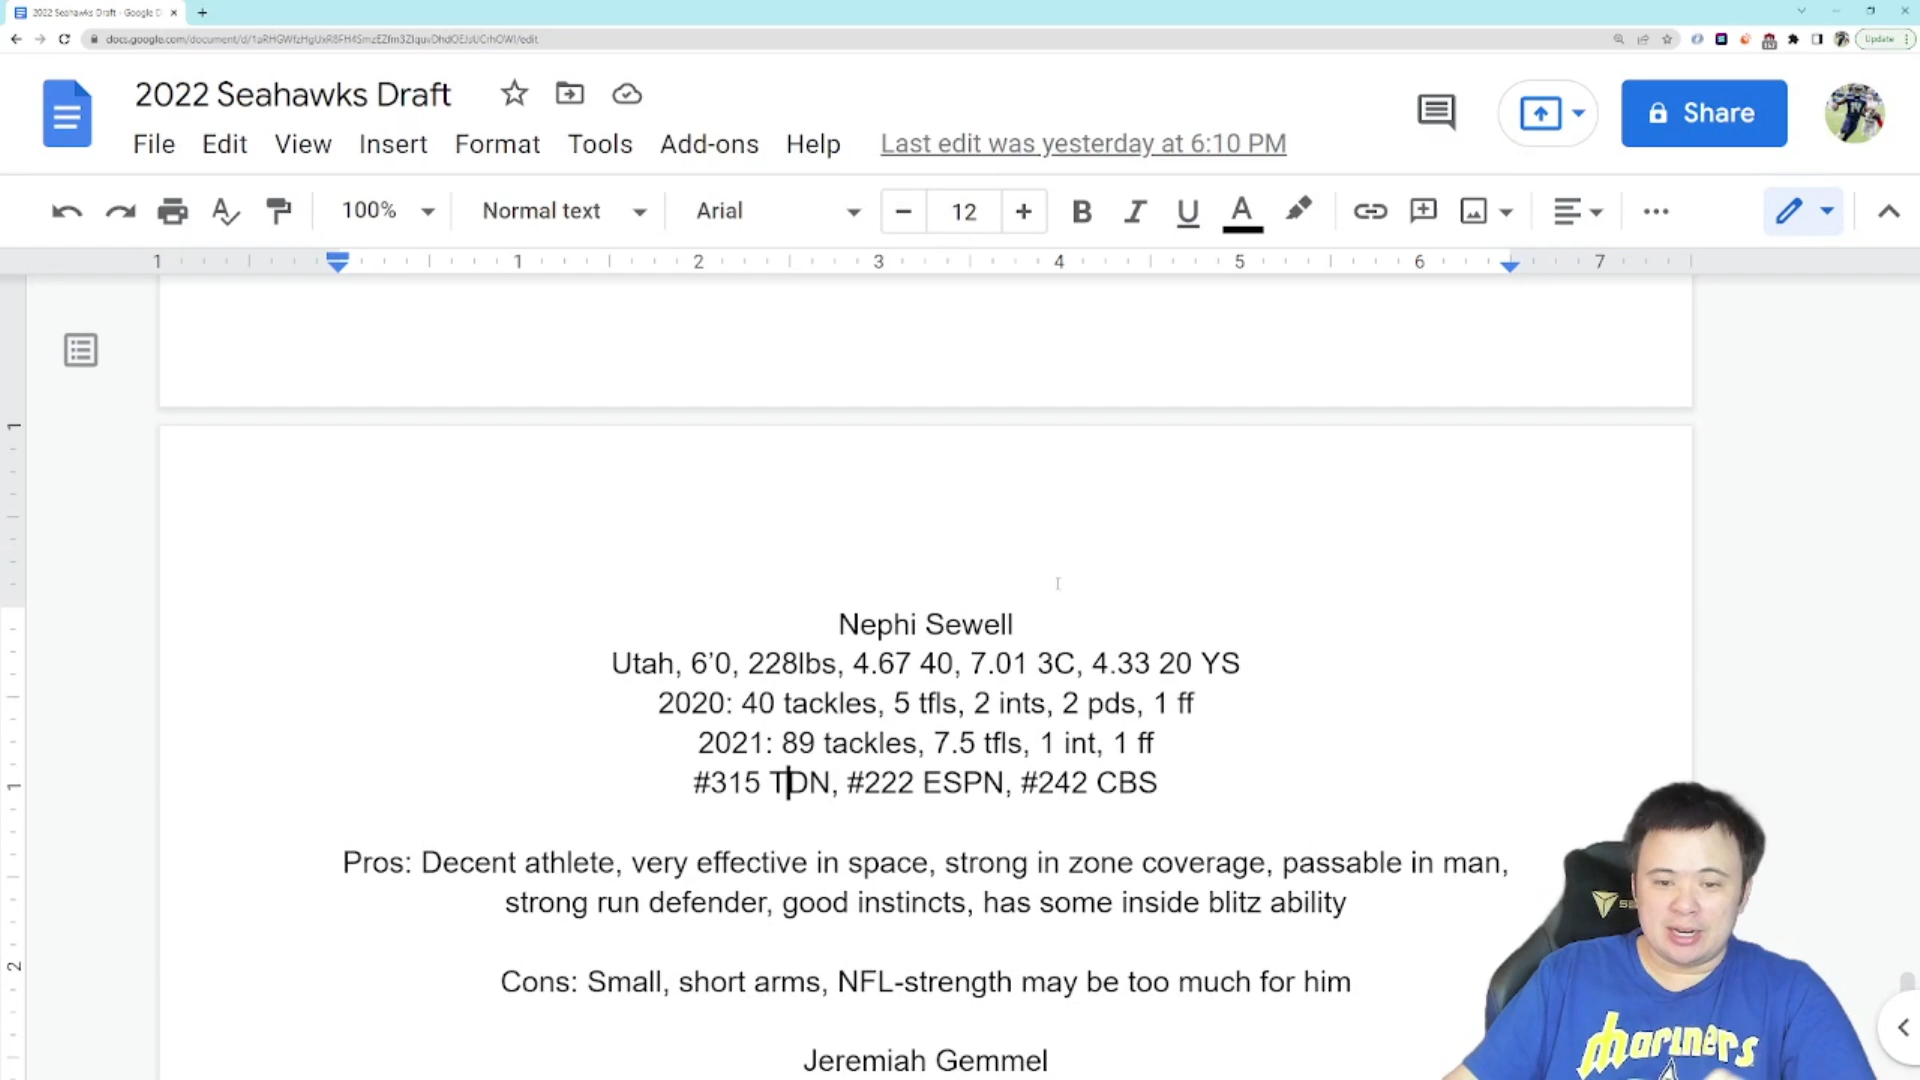 2022 Seahawks Draft - Google D
docs.google.com/document/d/1aRHGWfzHgUxR8FH4SmzEZfm3ZlquvDhdOEJsUCrhOWI/edit
Update
2022 Seahawks Draft
Share
File Edit View Insert Format Tools Add-ons Help Last edit was yesterday at 6:10 PM
100% Normal text Arial 12 B I U A
1 1 2 3 4 5 6 7
1
Nephi Sewell
Utah, 6’0, 228lbs, 4.67 40, 7.01 3C, 4.33 20 YS
2020: 40 tackles, 5 tfls, 2 ints, 2 pds, 1 ff
2021: 89 tackles, 7.5 tfls, 1 int, 1 ff
#315 TDN, #222 ESPN, #242 CBS
1
Pros: Decent athlete, very effective in space, strong in zone coverage, passable in man,
strong run defender, good instincts, has some inside blitz ability
2
Cons: Small, short arms, NFL-strength may be too much for him
Jeremiah Gemmel
mariners